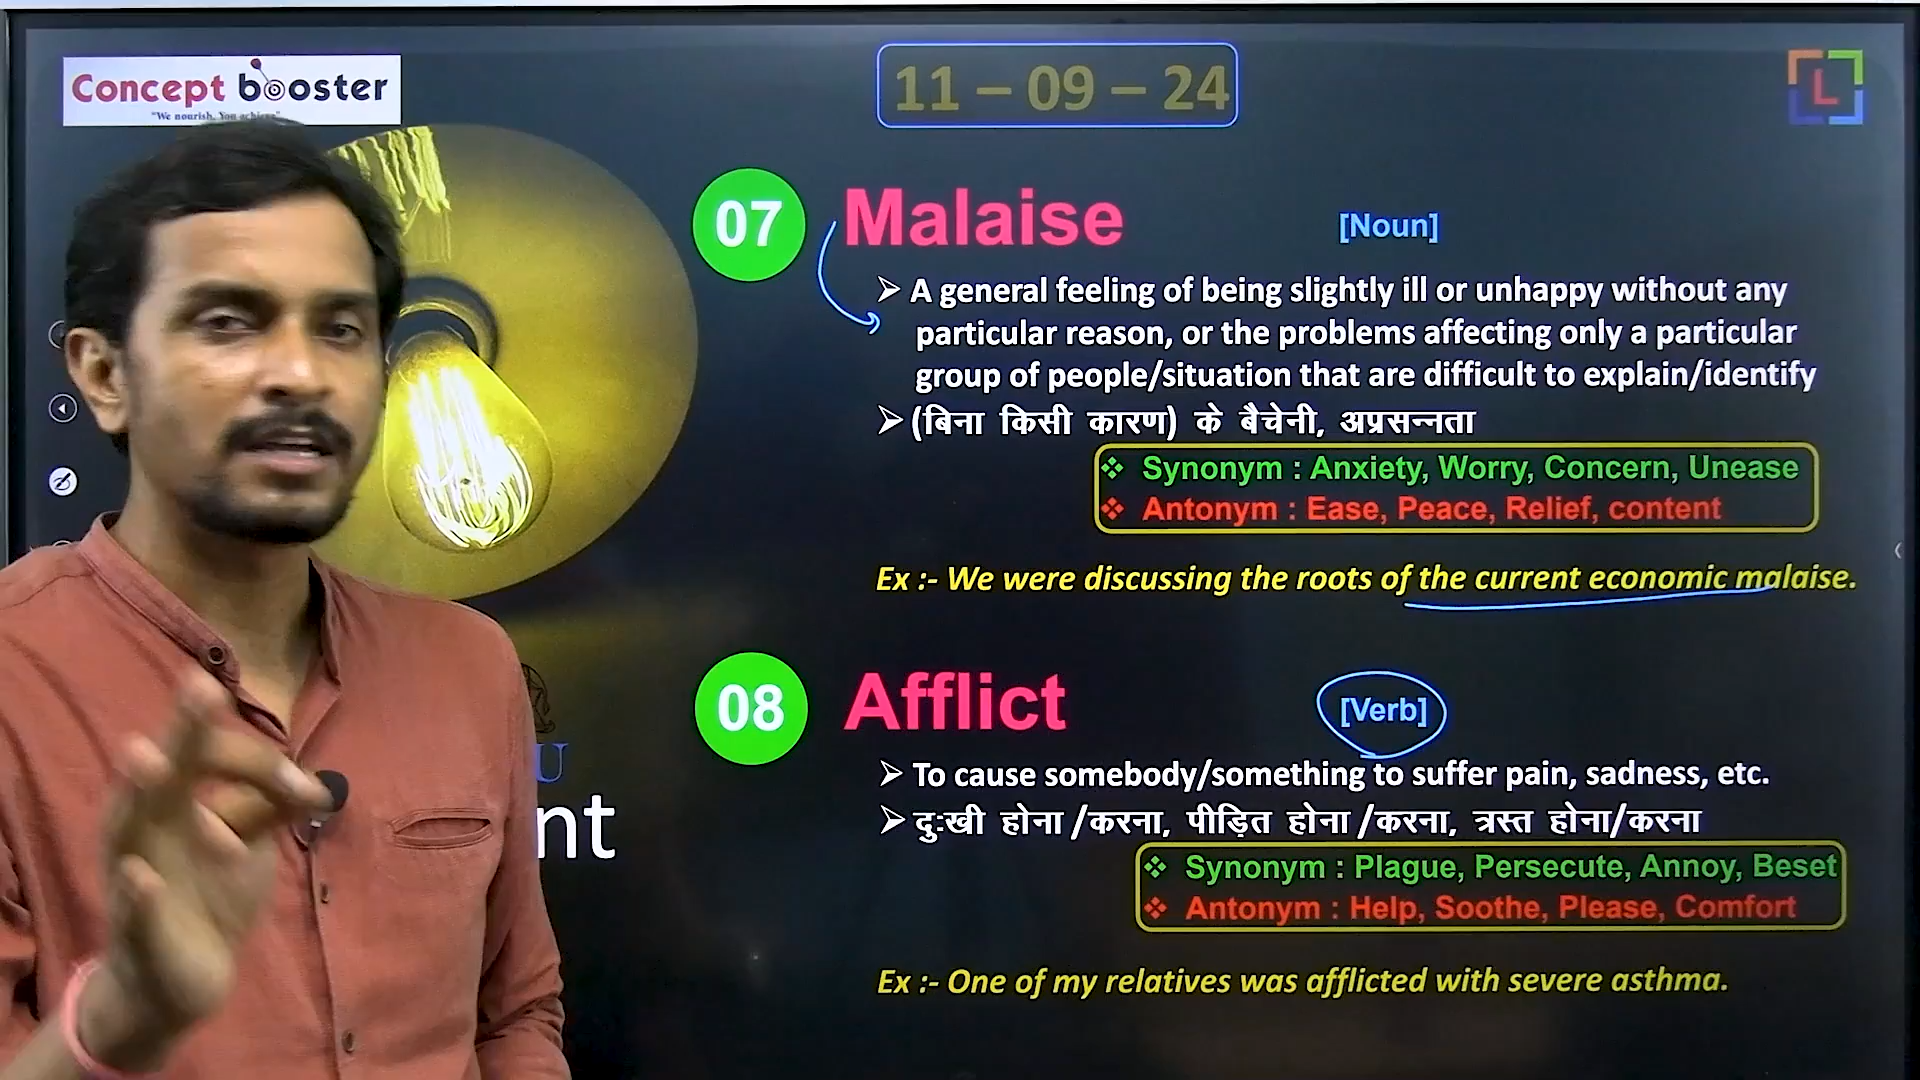 Concept booster
"We nourish, You achieve"
11 – 09 – 24
L
07 Malaise [Noun]
➢ A general feeling of being slightly ill or unhappy without any
particular reason, or the problems affecting only a particular
group of people/situation that are difficult to explain/identify
➢ (बिना किसी कारण) के बैचेनी, अप्रसन्नता
❖ Synonym : Anxiety, Worry, Concern, Unease
❖ Antonym : Ease, Peace, Relief, content
Ex :- We were discussing the roots of the current economic malaise.
08 Afflict [Verb]
➢ To cause somebody/something to suffer pain, sadness, etc.
➢ दुःखी होना /करना, पीड़ित होना /करना, त्रस्त होना/करना
❖ Synonym : Plague, Persecute, Annoy, Beset
❖ Antonym : Help, Soothe, Please, Comfort
Ex :- One of my relatives was afflicted with severe asthma.
U
nt